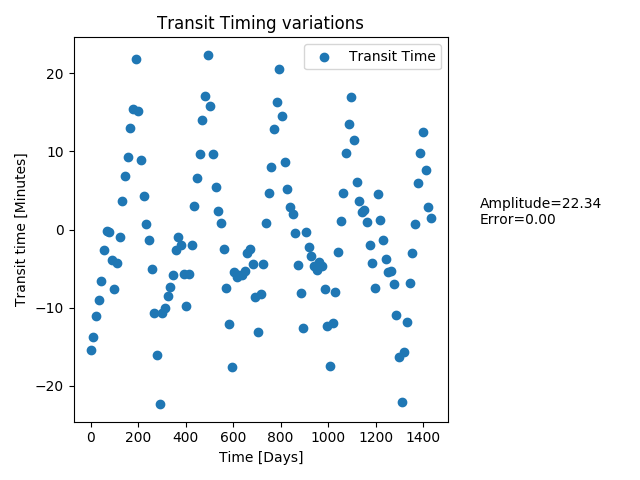 Transit Timing variations
Transit Time
20
10
0
−10
−20
Transit time [Minutes]
Amplitude=22.34
Error=0.00
0 200 400 600 800 1000 1200 1400
Time [Days]